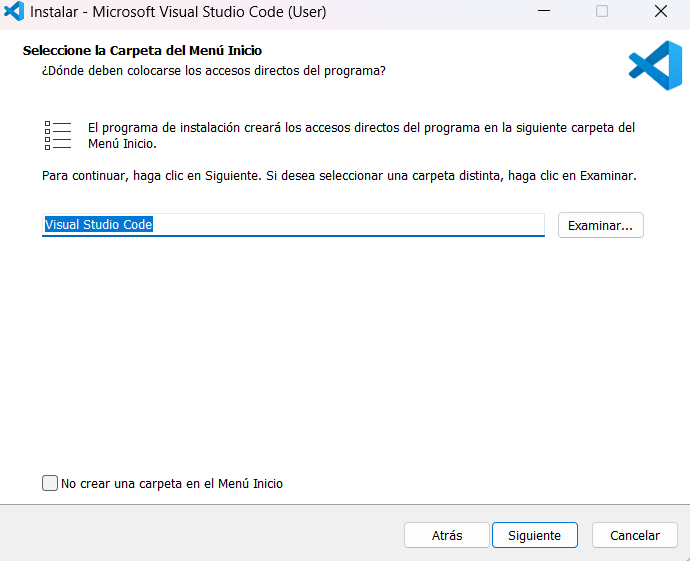 Instalar - Microsoft Visual Studio Code (User)
Seleccione la Carpeta del Menú Inicio
¿Dónde deben colocarse los accesos directos del programa?
El programa de instalación creará los accesos directos del programa en la siguiente carpeta del
Menú Inicio.
Para continuar, haga clic en Siguiente. Si desea seleccionar una carpeta distinta, haga clic en Examinar.
Visual Studio Code
Examinar...
No crear una carpeta en el Menú Inicio
Atrás
Siguiente
Cancelar